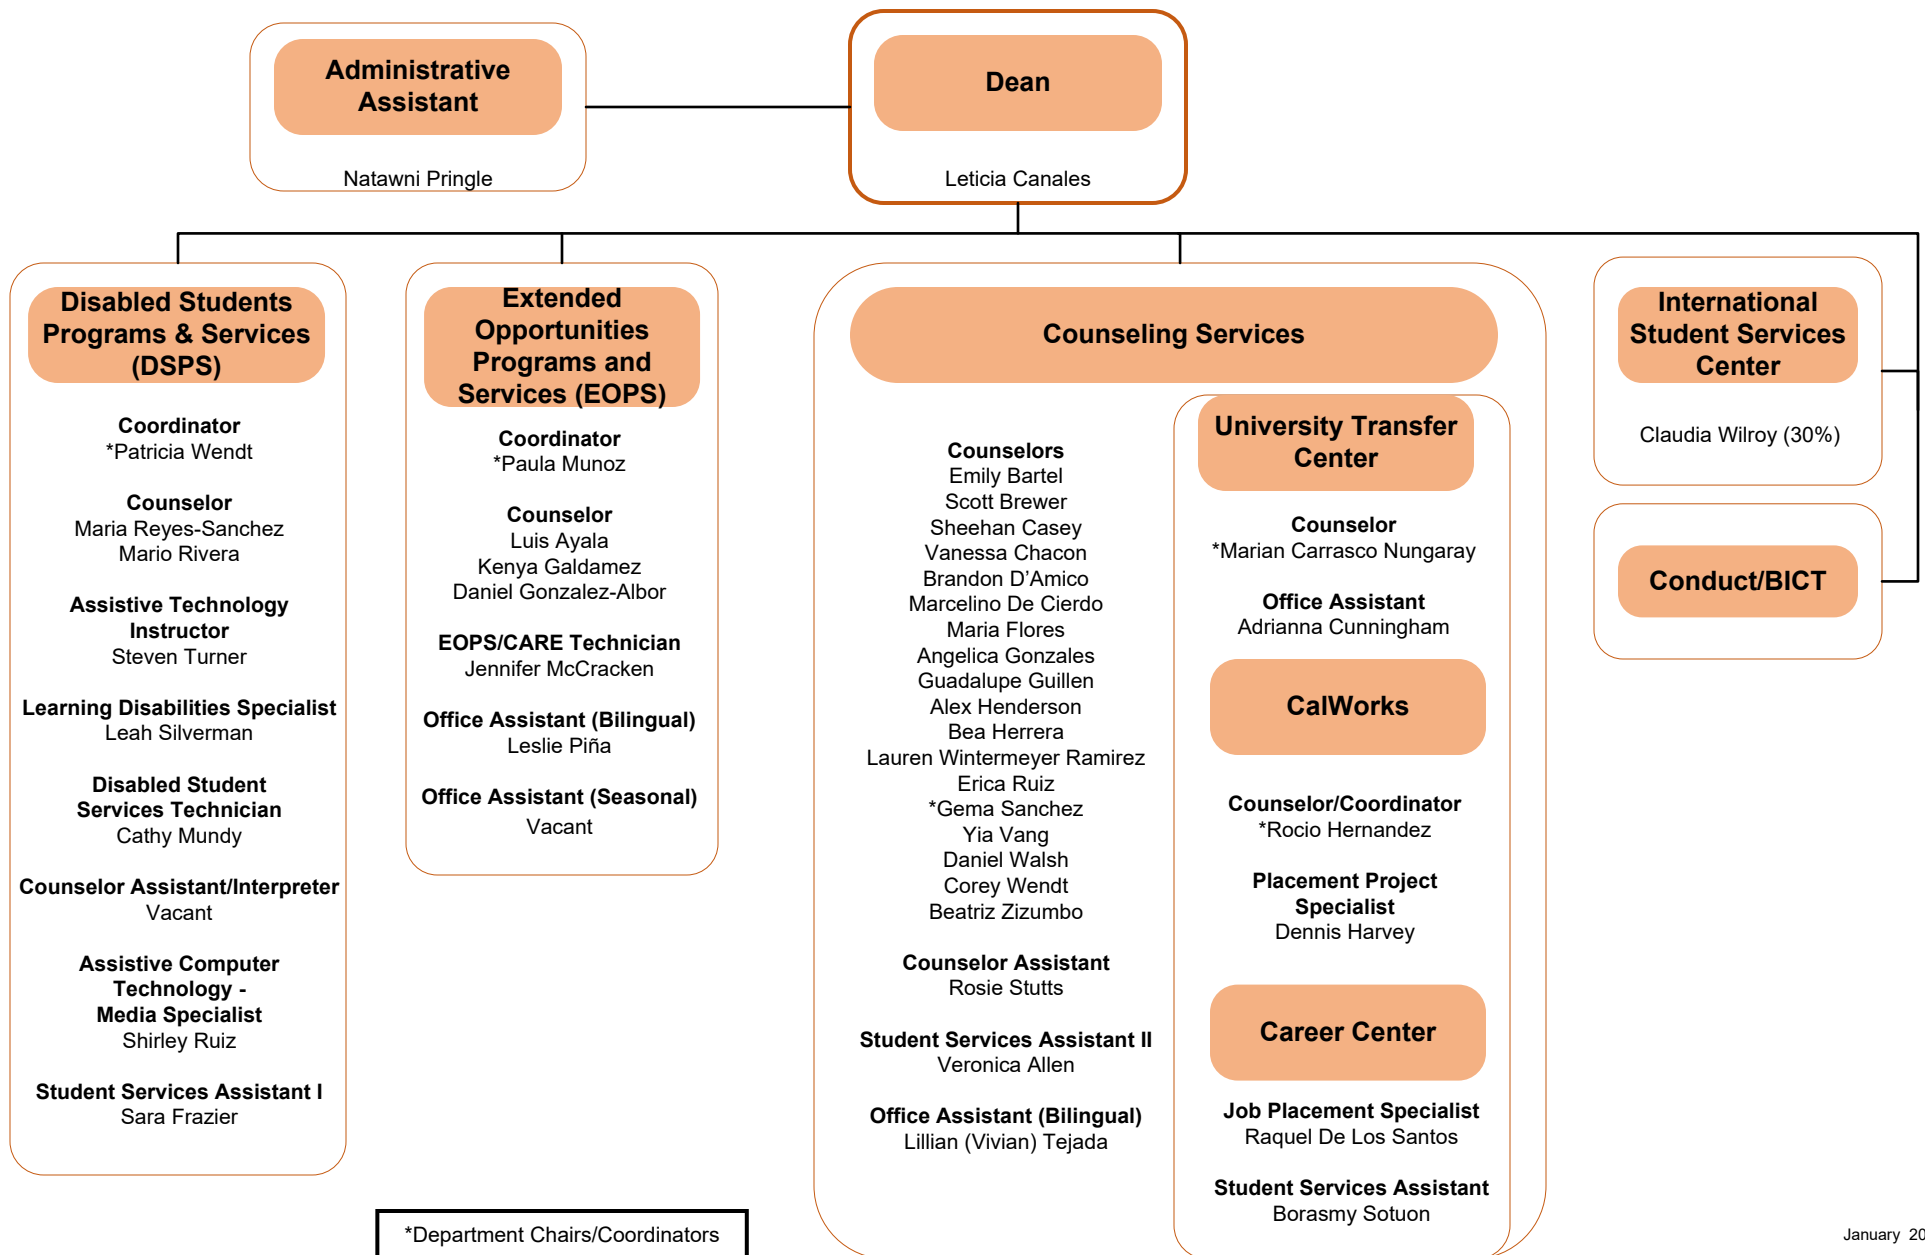 Administrative
Assistant
Natawni Pringle
Dean
Leticia Canales
Disabled Students
Programs & Services
(DSPS)
Coordinator
*Patricia Wendt
Counselor
Maria Reyes-Sanchez
Mario Rivera
Assistive Technology
Instructor
Steven Turner
Learning Disabilities Specialist
Leah Silverman
Disabled Student
Services Technician
Cathy Mundy
Counselor Assistant/Interpreter
Vacant
Assistive Computer
Technology -
Media Specialist
Shirley Ruiz
Student Services Assistant I
Sara Frazier
Extended
Opportunities
Programs and
Services (EOPS)
Coordinator
*Paula Munoz
Counselor
Luis Ayala
Kenya Galdamez
Daniel Gonzalez-Albor
EOPS/CARE Technician
Jennifer McCracken
Office Assistant (Bilingual)
Leslie Piña
Office Assistant (Seasonal)
Vacant
Counseling Services
Counselors
Emily Bartel
Scott Brewer
Sheehan Casey
Vanessa Chacon
Brandon D’Amico
Marcelino De Cierdo
Maria Flores
Angelica Gonzales
Guadalupe Guillen
Alex Henderson
Bea Herrera
Lauren Wintermeyer Ramirez
Erica Ruiz
*Gema Sanchez
Yia Vang
Daniel Walsh
Corey Wendt
Beatriz Zizumbo
Counselor Assistant
Rosie Stutts
Student Services Assistant II
Veronica Allen
Office Assistant (Bilingual)
Lillian (Vivian) Tejada
University Transfer
Center
Counselor
*Marian Carrasco Nungaray
Office Assistant
Adrianna Cunningham
CalWorks
Counselor/Coordinator
*Rocio Hernandez
Placement Project
Specialist
Dennis Harvey
Career Center
Job Placement Specialist
Raquel De Los Santos
Student Services Assistant
Borasmy Sotuon
International
Student Services
Center
Claudia Wilroy (30%)
Conduct/BICT
*Department Chairs/Coordinators
January 20